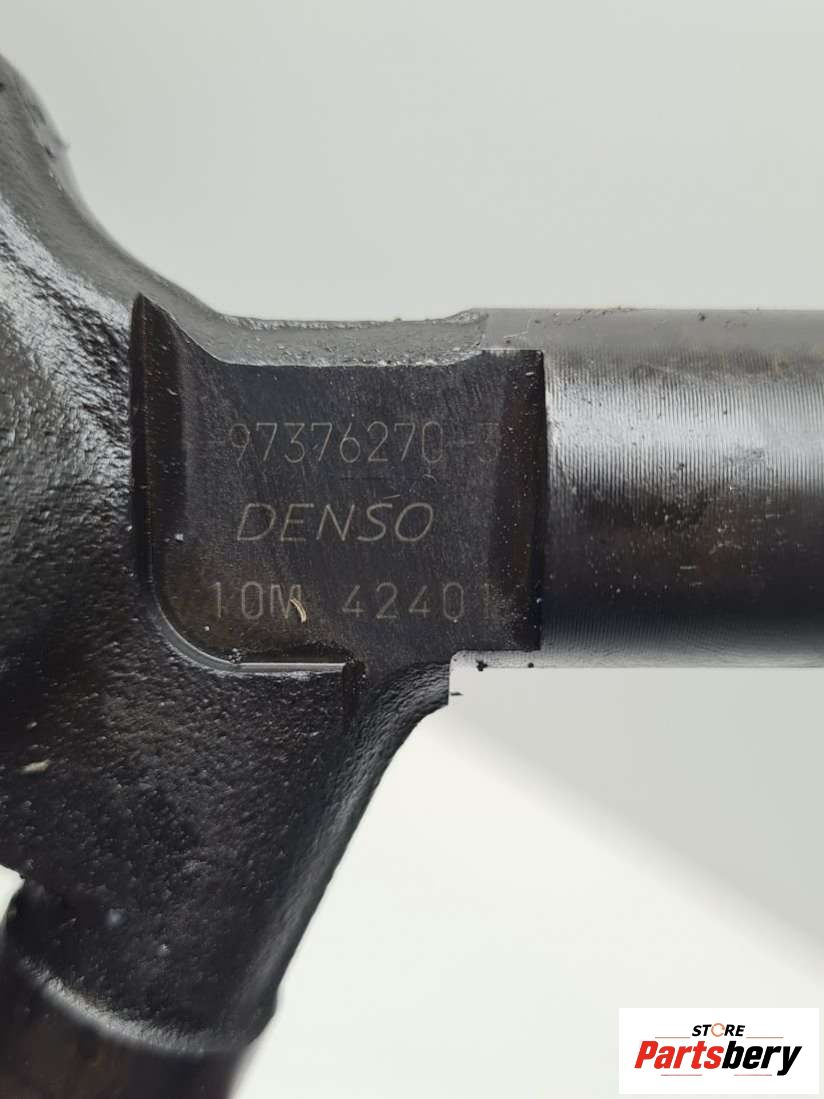 97376270-3
DENSO
10M 42401
STORE
Partsbery